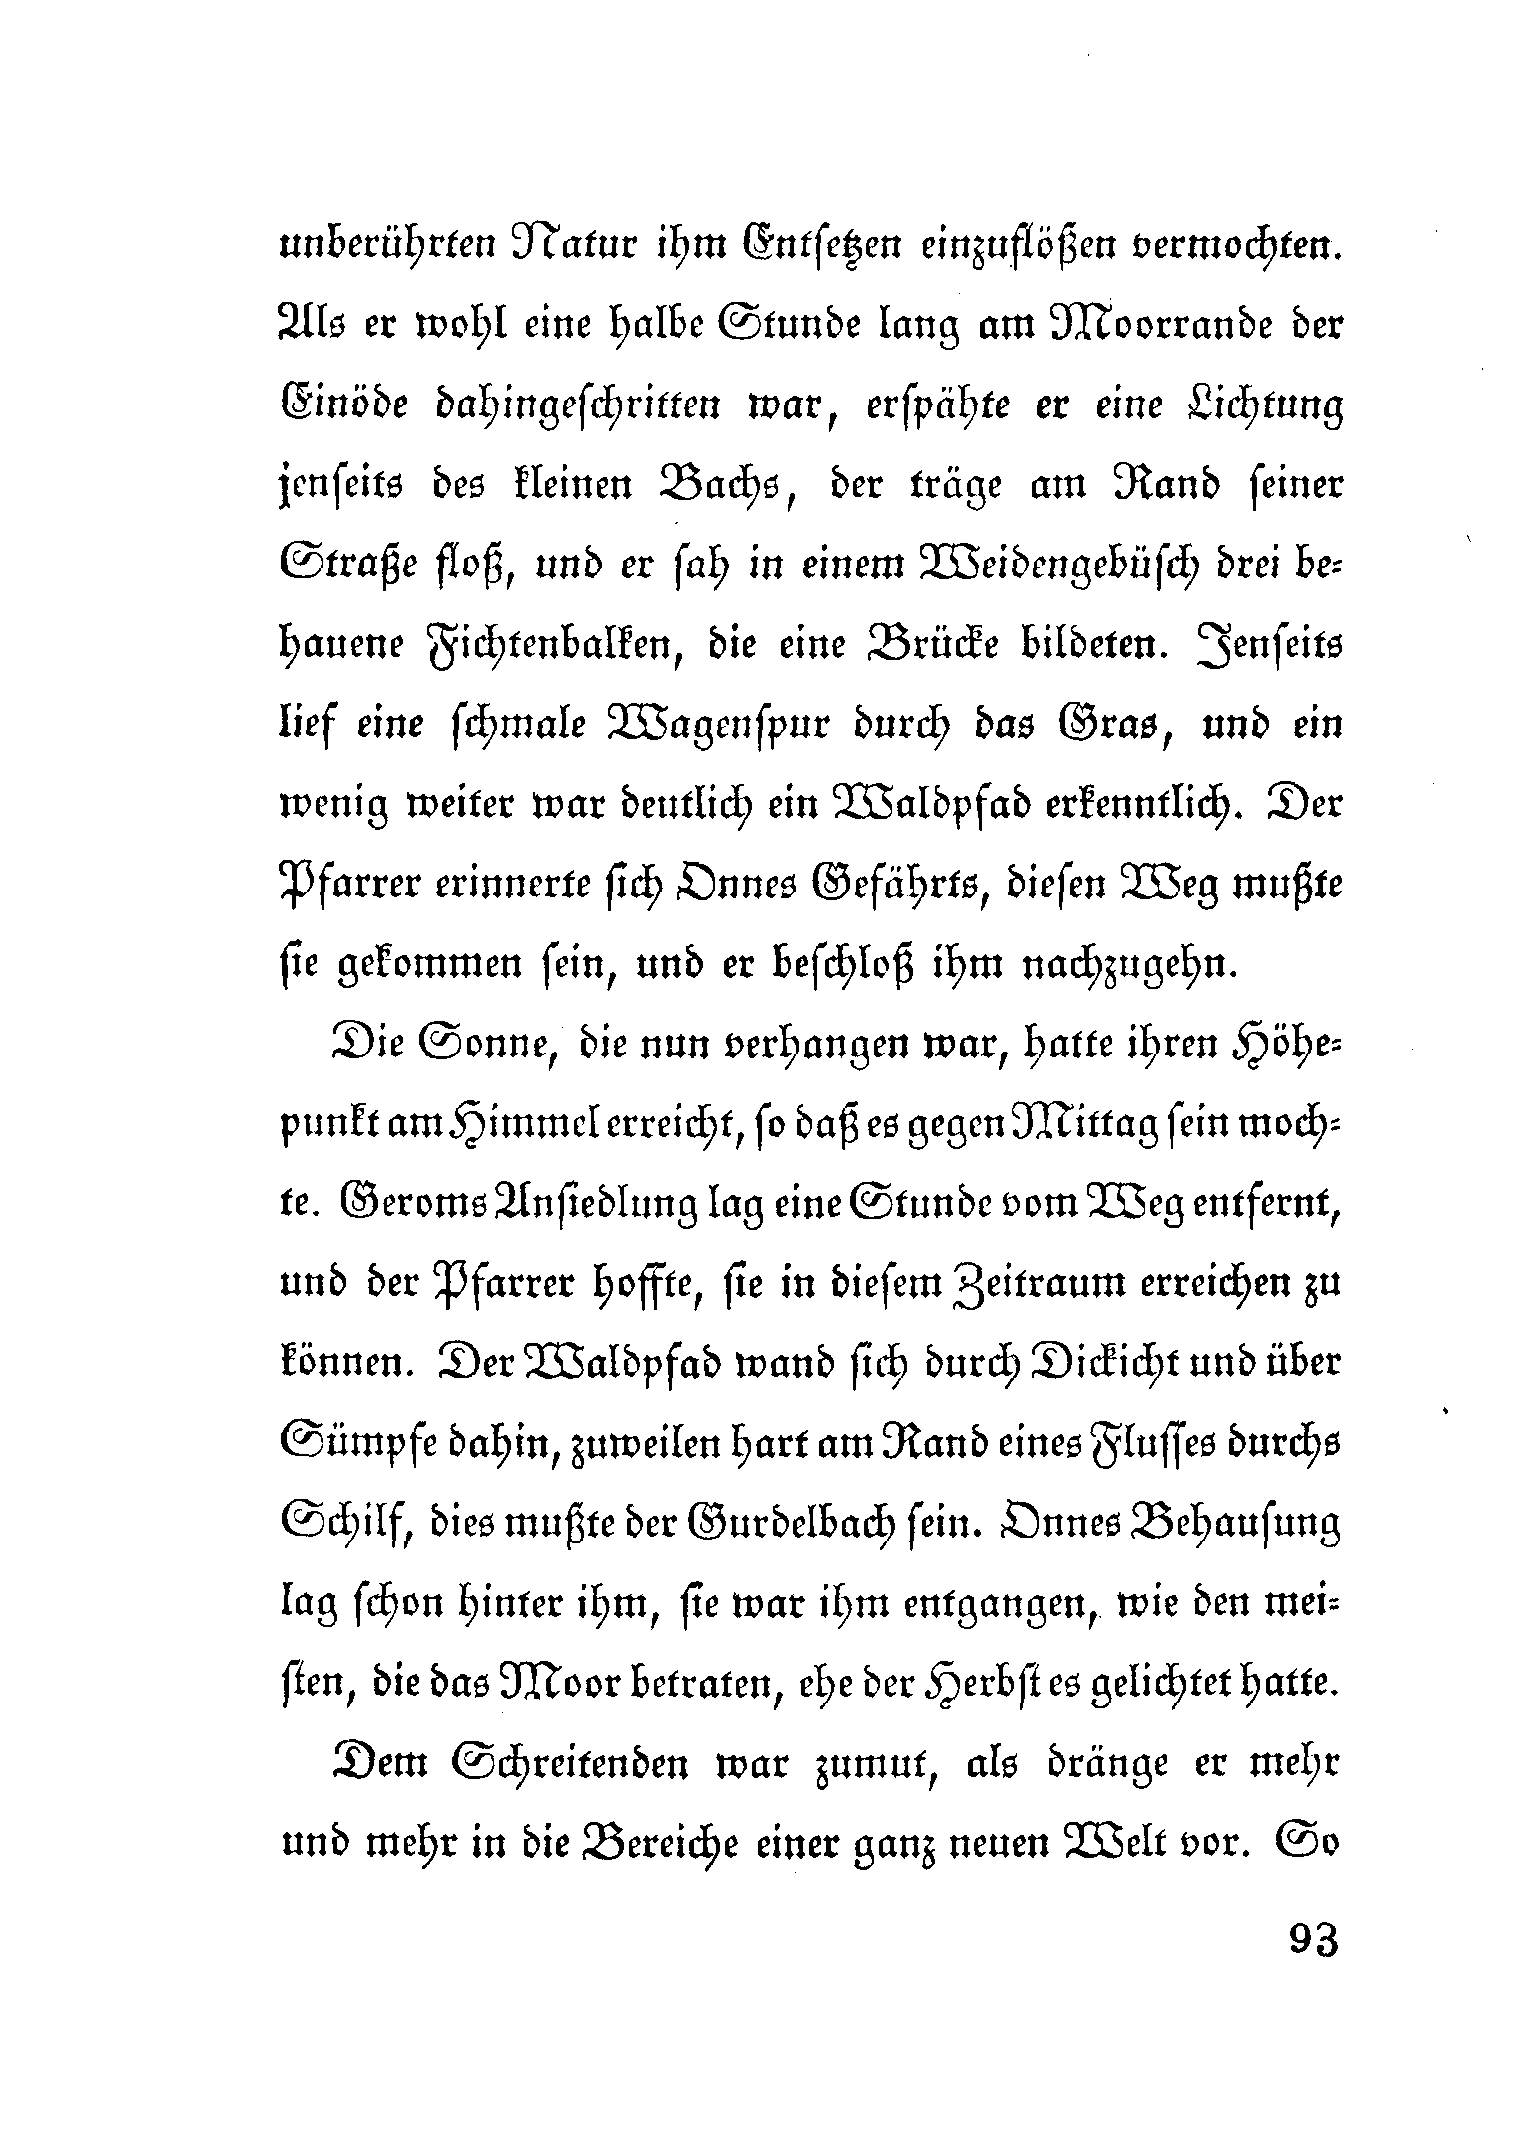 unberührten Natur ihm Entsetzen einzuflößen vermochten.
Als er wohl eine halbe Stunde lang am Moorrande der
Einöde dahingeschritten war, erspähte er eine Lichtung
jenseits des kleinen Bachs, der träge am Rand seiner
Straße floß, und er sah in einem Weidengebüsch drei be-
hauene Fichtenbalken, die eine Brücke bildeten. Jenseits
lief eine schmale Wagenspur durch das Gras, und ein
wenig weiter war deutlich ein Waldpfad erkenntlich. Der
Pfarrer erinnerte sich Onnes Gefährts, diesen Weg mußte
sie gekommen sein, und er beschloß ihm nachzugehn.
Die Sonne, die nun verhangen war, hatte ihren Höhe-
punkt am Himmel erreicht, so daß es gegen Mittag sein moch-
te. Geroms Ansiedlung lag eine Stunde vom Weg entfernt,
und der Pfarrer hoffte, sie in diesem Zeitraum erreichen zu
können. Der Waldpfad wand sich durch Dickicht und über
Sümpfe dahin, zuweilen hart am Rand eines Flusses durchs
Schilf, dies mußte der Gurdelbach sein. Onnes Behausung
lag schon hinter ihm, sie war ihm entgangen, wie den mei-
sten, die das Moor betraten, ehe der Herbst es gelichtet hatte.
Dem Schreitenden war zumut, als dränge er mehr
und mehr in die Bereiche einer ganz neuen Welt vor. So
93